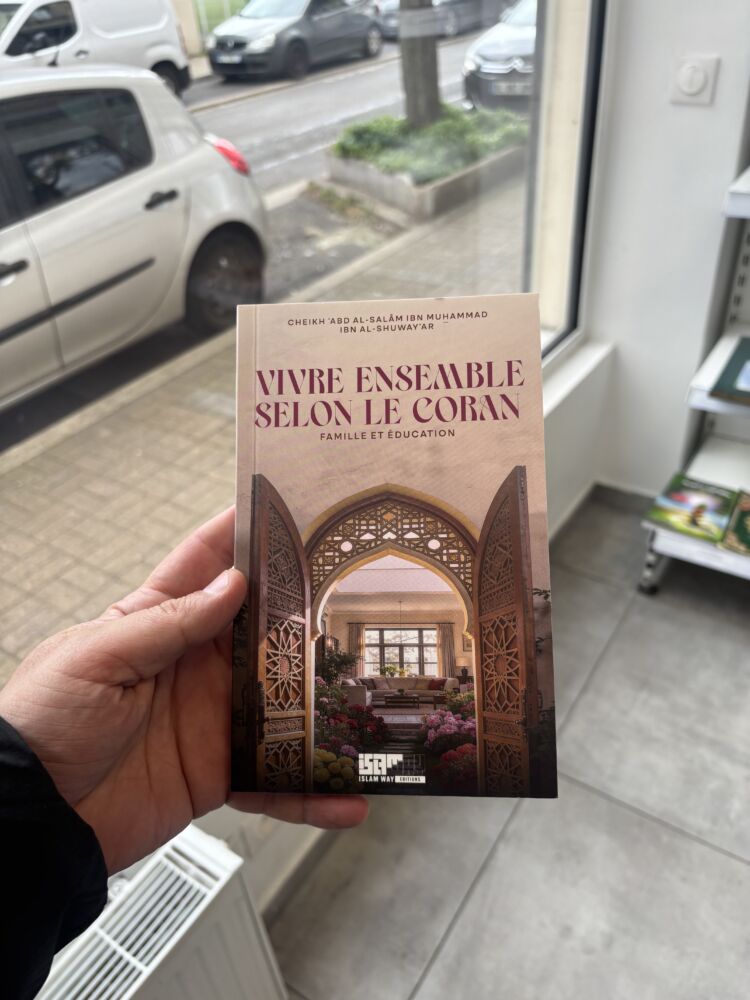 CHEIKH 'ABD AL-SALÂM IBN MUḤAMMAD
IBN AL-SHUWAY'AR
VIVRE ENSEMBLE
SELON LE CORAN
FAMILLE ET ÉDUCATION
ISLAM WAY EDITIONS